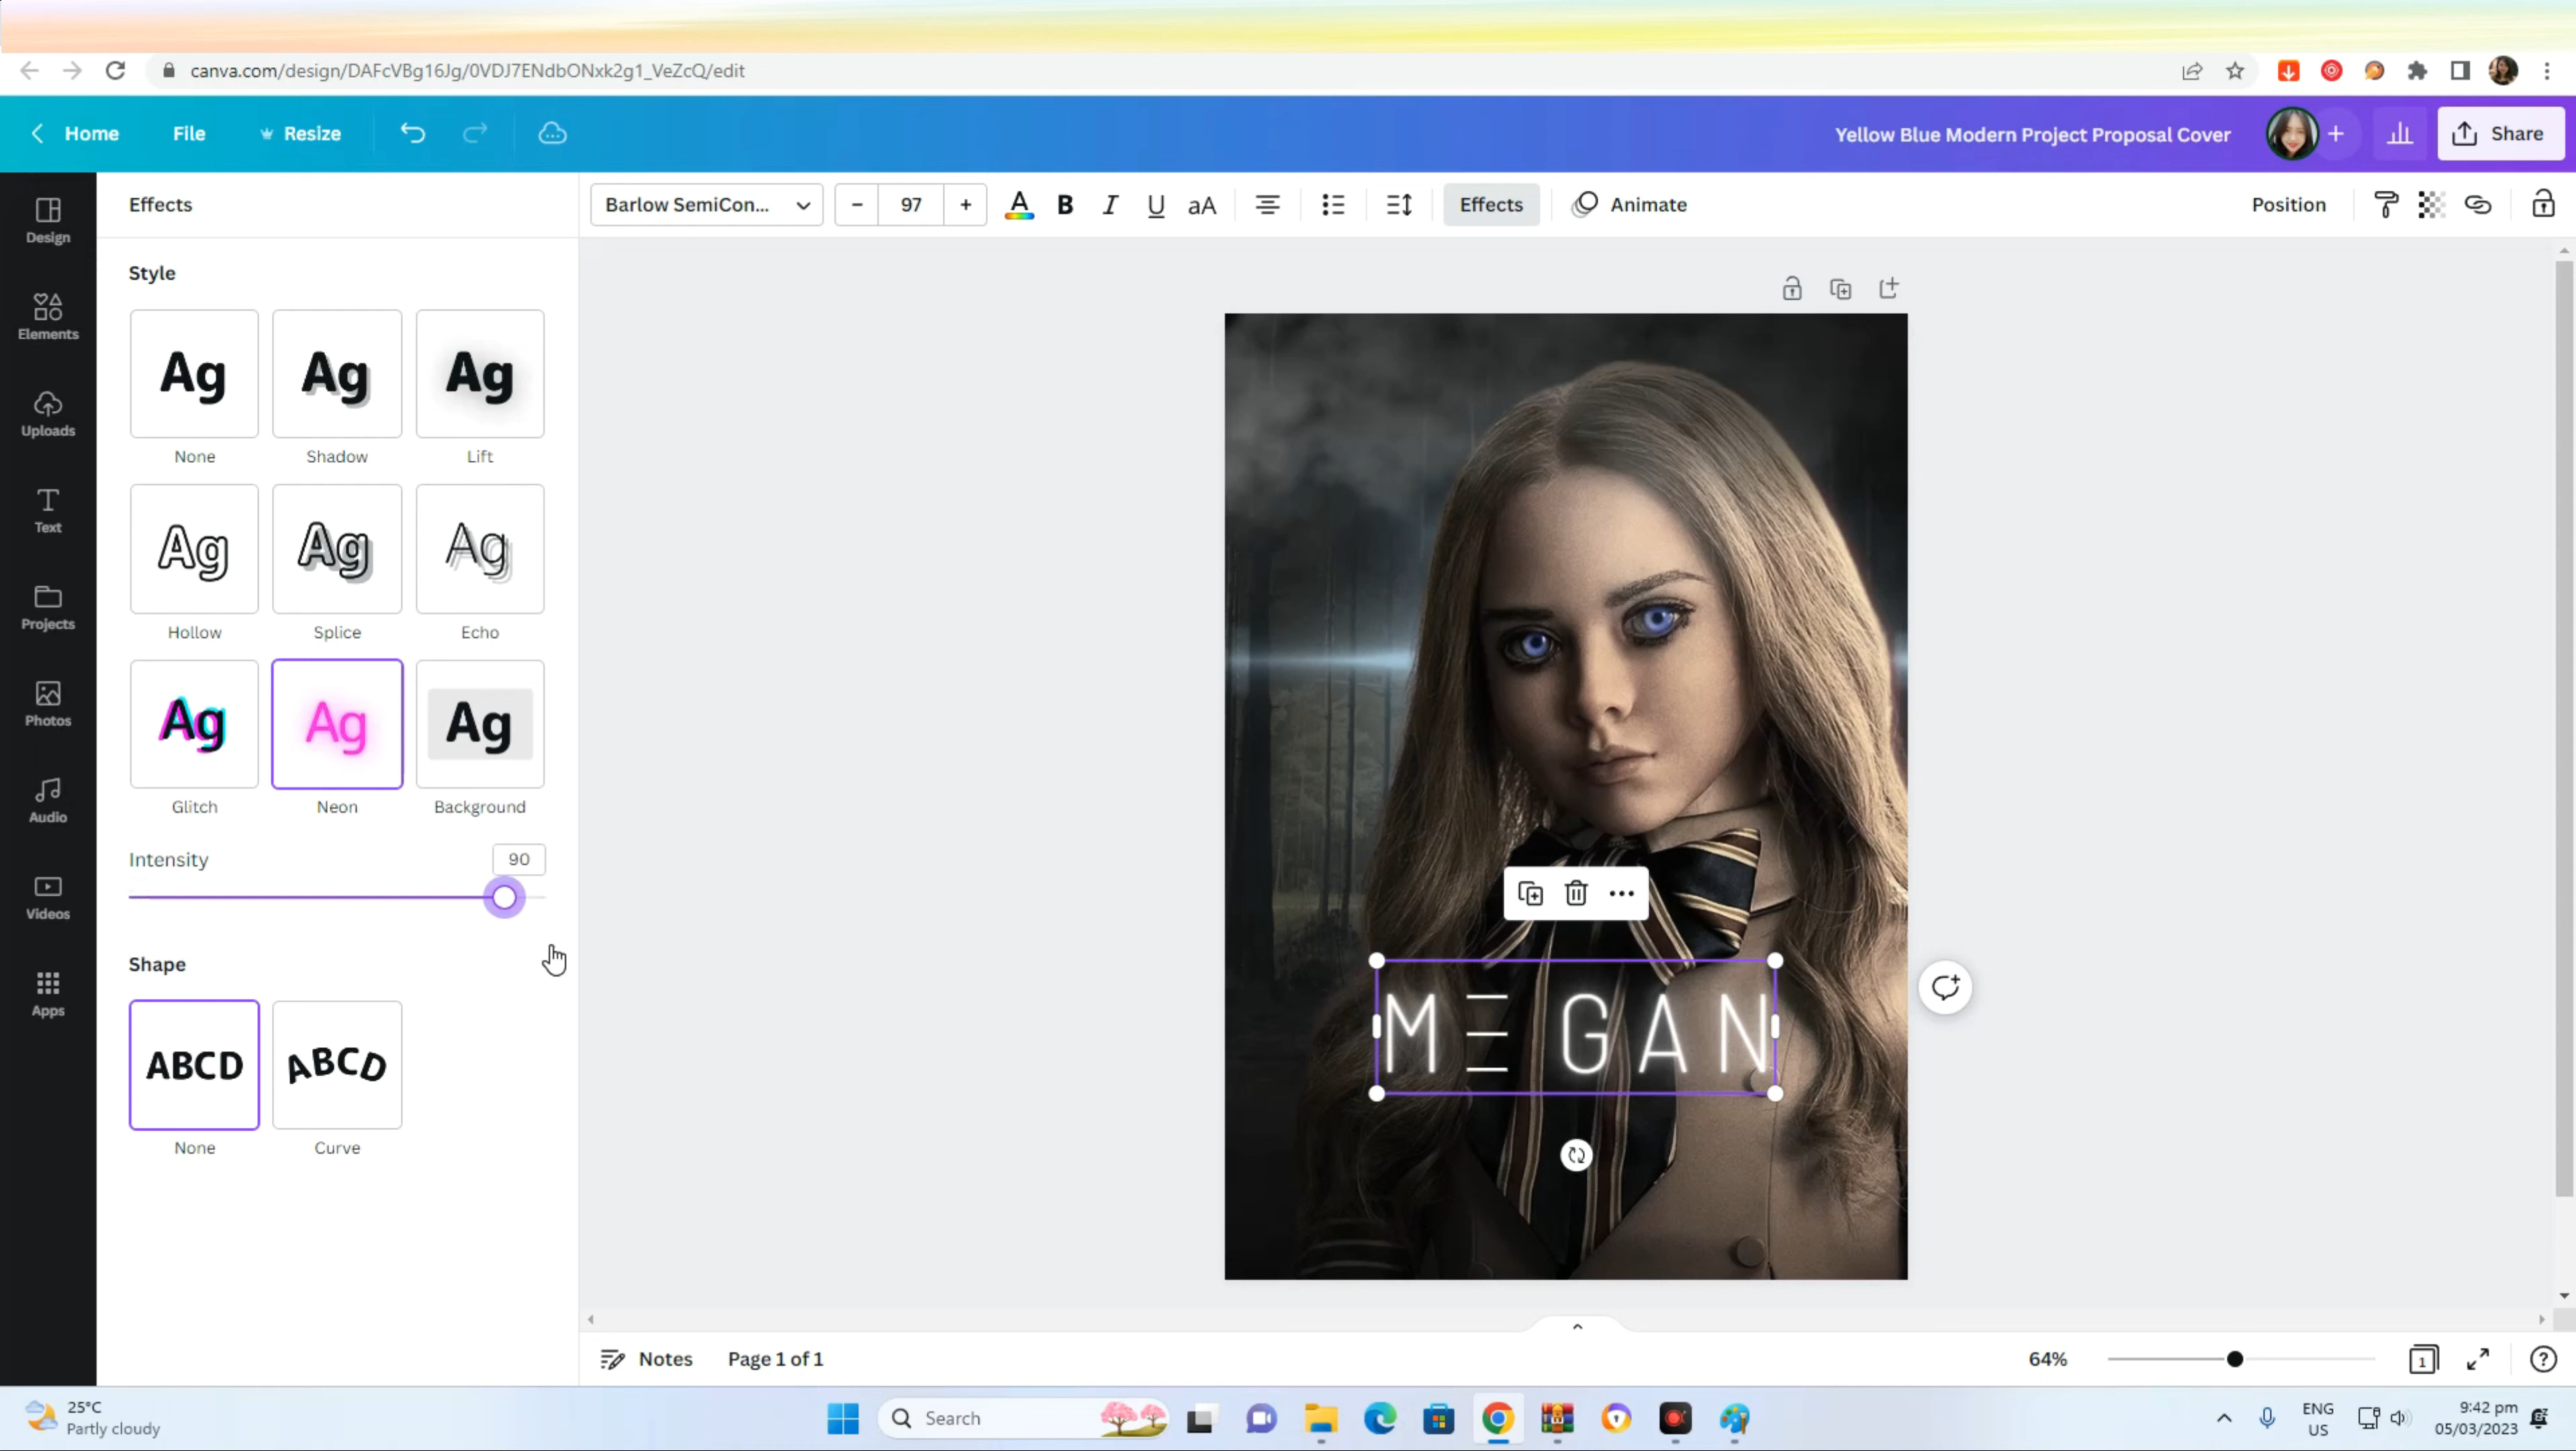 canva.com/design/DAFcVBg16Jg/0VDJ7ENdbONxk2g1_VeZcQ/edit
Home File Resize
Yellow Blue Modern Project Proposal Cover
+
Share
Effects
Barlow SemiCon...
− 97 +
A B I U aA
Effects
Animate
Position
Design
Elements
Uploads
Text
Projects
Photos
Audio
Videos
Apps
Style
Ag Ag Ag
None Shadow Lift
Ag Ag Ag
Hollow Splice Echo
Ag Ag Ag
Glitch Neon Background
Intensity 90
Shape
ABCD ABCD
None Curve
M Ξ G A N
Notes Page 1 of 1
64%
1
?
25°C
Partly cloudy
Search
ENG
US
9:42 pm
05/03/2023